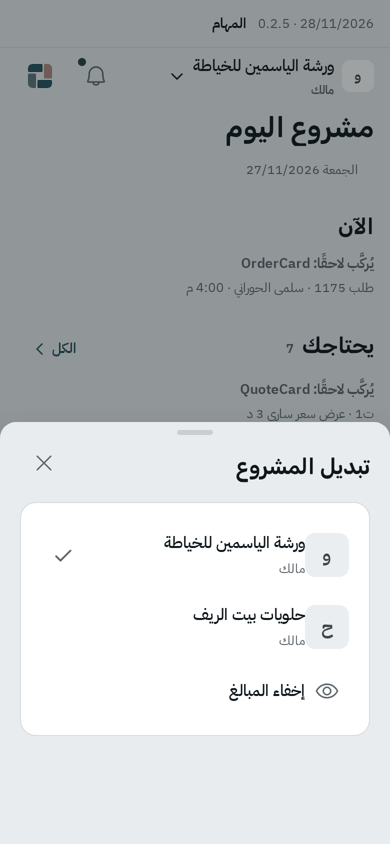 المهام 0.2.5 · 28/11/2026
و
ورشة الياسمين للخياطة
مالك
مشروع اليوم
الجمعة 27/11/2026
الآن
يُركَّب لاحقًا: OrderCard
طلب 1175 · سلمى الحوراني · 4:00 م
يحتاجك 7
الكل
يُركَّب لاحقًا: QuoteCard
ت1 · عرض سعر ساري 3 د
تبديل المشروع
و
ورشة الياسمين للخياطة
مالك
ح
حلويات بيت الريف
مالك
إخفاء المبالغ